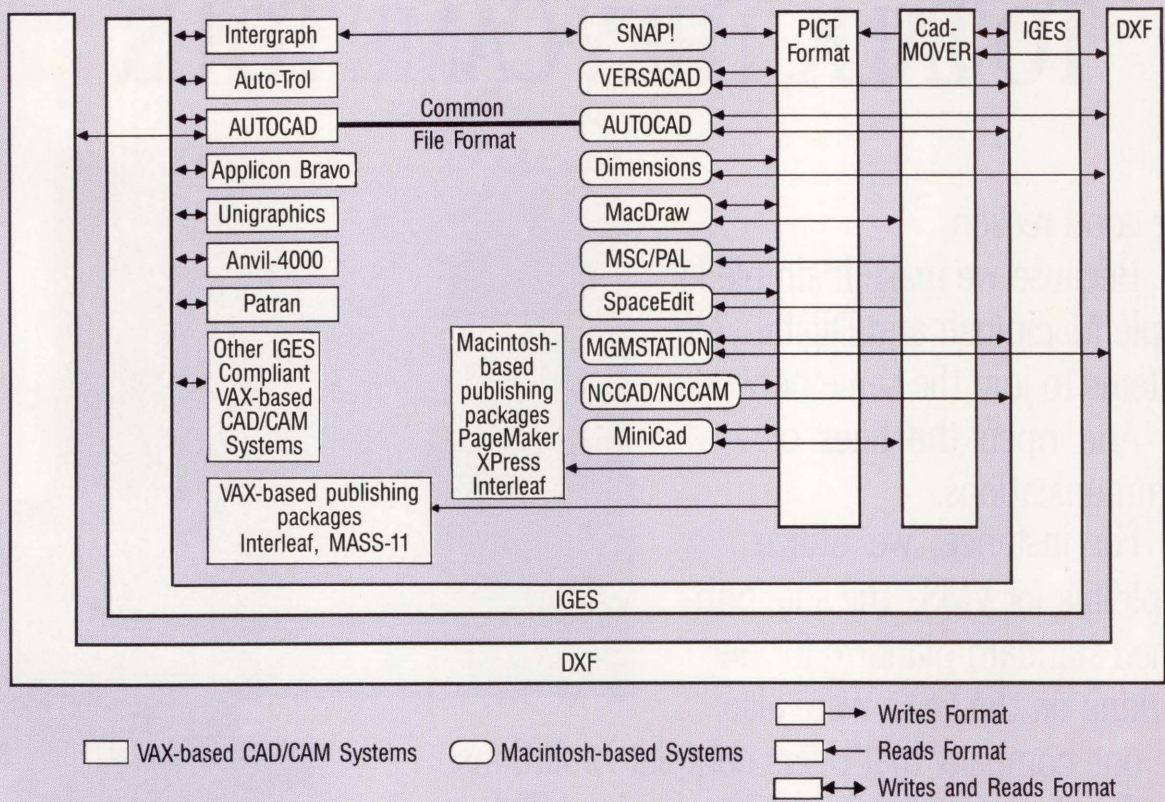 Intergraph
SNAP!
PICT
Format
Cad-
MOVER
IGES
DXF
Auto-Trol
VERSACAD
AUTOCAD
Common
File Format
AUTOCAD
Applicon Bravo
Dimensions
Unigraphics
MacDraw
Anvil-4000
MSC/PAL
Patran
SpaceEdit
Other IGES
Compliant
VAX-based
CAD/CAM
Systems
Macintosh-
based
publishing
packages
PageMaker
XPress
Interleaf
MGMSTATION
NCCAD/NCCAM
MiniCad
VAX-based publishing
packages
Interleaf, MASS-11
IGES
DXF
VAX-based CAD/CAM Systems
Macintosh-based Systems
Writes Format
Reads Format
Writes and Reads Format